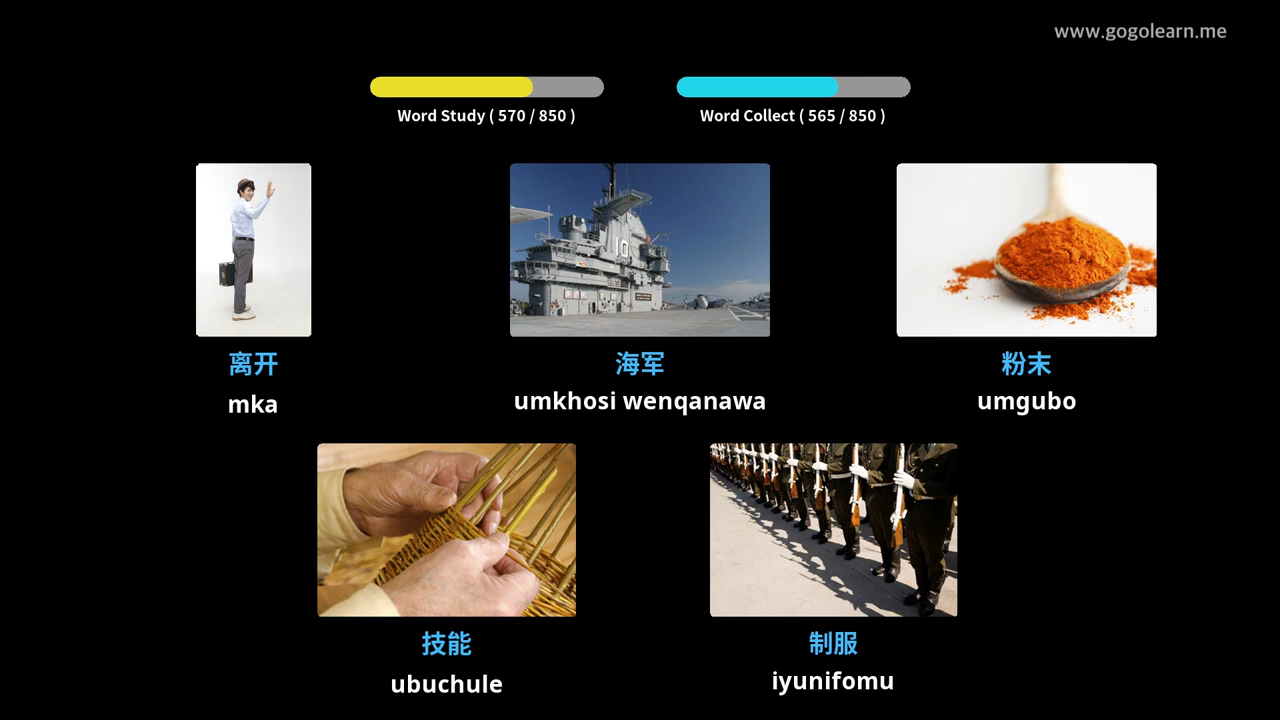 www.gogolearn.me
Word Study ( 570 / 850 )
Word Collect ( 565 / 850 )
离开
mka
海军
umkhosi wenqanawa
粉末
umgubo
技能
ubuchule
制服
iyunifomu